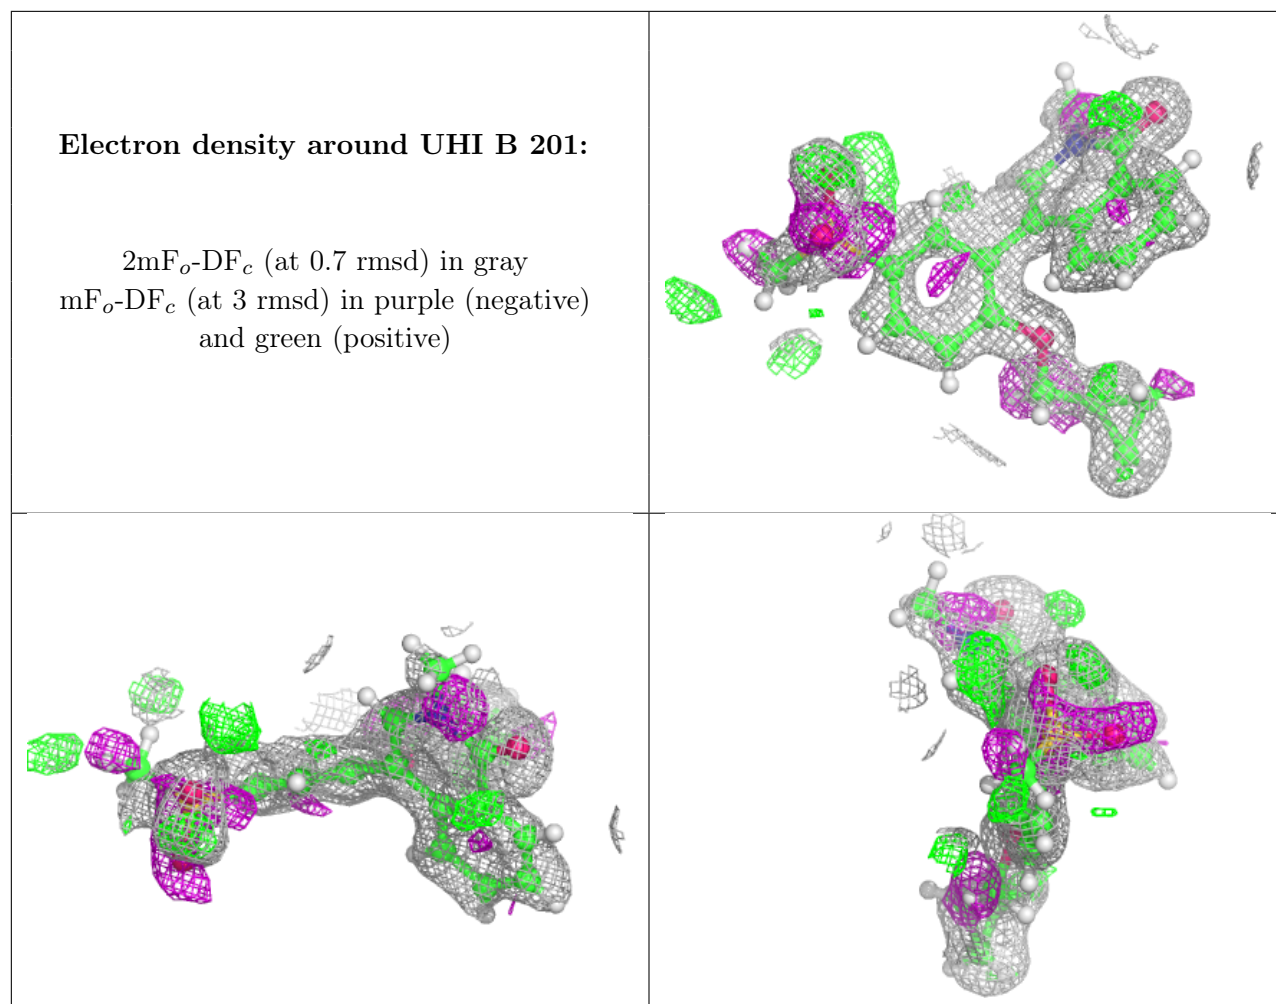 Electron density around UHI B 201:
2mFo-DFc (at 0.7 rmsd) in gray
mFo-DFc (at 3 rmsd) in purple (negative)
and green (positive)